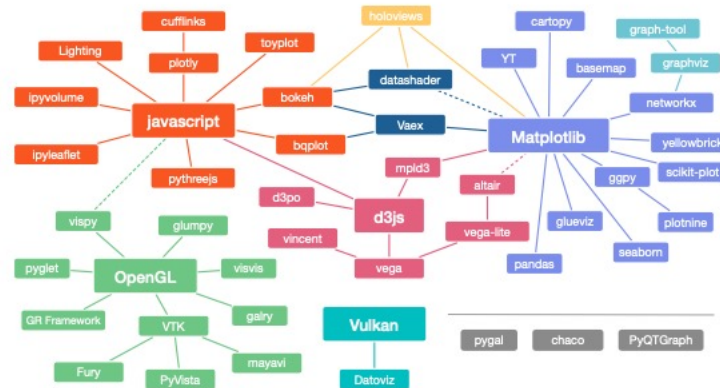 cufflinks
holoviews
cartopy
graph-tool
Lighting
toyplot
YT
plotly
datashader
basemap
graphviz
ipyvolume
bokeh
networkx
javascript
Vaex
Matplotlib
bqplot
yellowbrick
ipyleaflet
mpld3
scikit-plot
pythreejs
altair
ggpy
d3po
d3js
vispy
glumpy
vincent
vega-lite
glueviz
plotnine
seaborn
pyglet
OpenGL
visvis
vega
pandas
GR Framework
VTK
galry
Vulkan
pygal
chaco
PyQTGraph
Fury
PyVista
mayavi
Datoviz